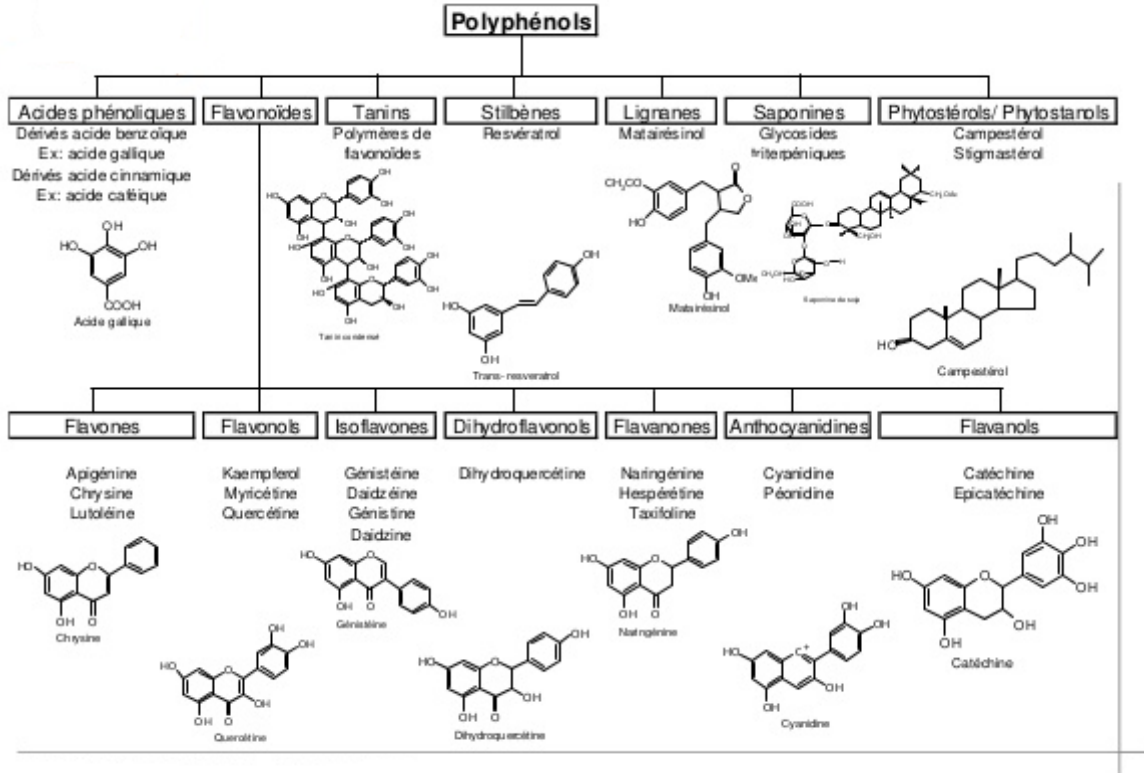 Polyphénols
Acides phénoliques
Dérivés acide benzoïque
Ex: acide gallique
Dérivés acide cinnamique
Ex: acide caféique
OH
HO
OH
COOH
Acide gallique
Flavonoïdes
Tanins
Polymères de
flavonoïdes
Tanin condensé
Stilbènes
Resvératrol
OH
HO
OH
Trans- resveratrol
Lignanes
Matairésinol
O
O
HO
OMe
OH
Matairésinol
Saponines
Glycosides
triterpéniques
Saponine du soja
Phytostérols/ Phytostanols
Campestérol
Stigmastérol
HO
Campestérol
Flavones
Apigénine
Chrysine
Lutoléine
HO
O
OH
O
Chrysine
Flavonols
Kaempferol
Myricétine
Quercétine
OH
OH
HO
O
OH
OH
O
Isoflavones
Génistéine
Daidzéine
Génistine
Daidzine
HO
O
OH
O
OH
Génistéine
Dihydroflavonols
Dihydroquercétine
OH
HO
O
OH
OH
O
Dihydroquercétine
Flavanones
Naringénine
Hespérétine
Taxifoline
OH
HO
O
OH
O
Naringénine
Anthocyanidines
Cyanidine
Péonidine
OH
OH
HO
C+
OH
OH
Cyanidine
Flavanols
Catéchine
Epicatéchine
OH
OH
HO
O
OH
OH
OH
Catéchine